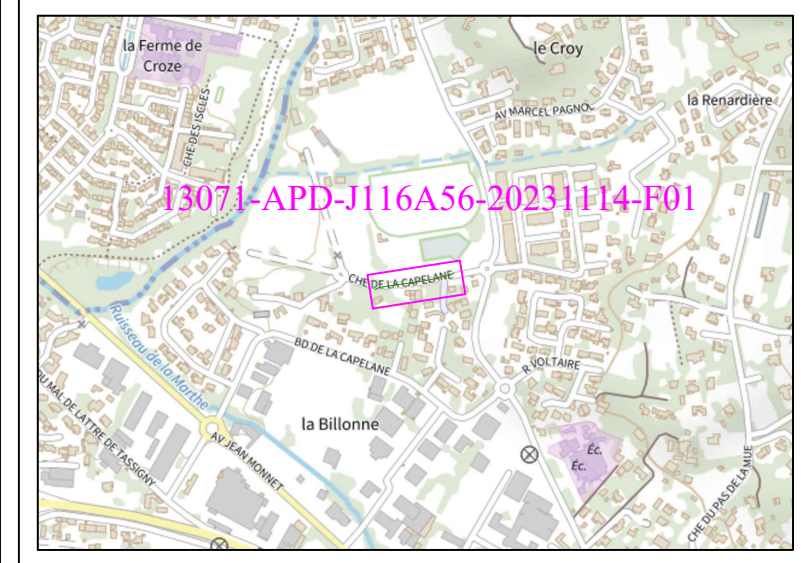 la Ferme de
Croze
le Croy
la Renardière
AV MARCEL PAGNOL
CHE DES ISCLES
13071-APD-J116A56-20231114-F01
CHE DE LA CAPELANE
Ruisseau de la Marthe
BD DE LA CAPELANE
R VOLTAIRE
la Billonne
DU MAL DE LATTRE DE TASSIGNY
AV JEAN MONNET
Éc.
Éc.
CHE DU PAS DE LA MUE